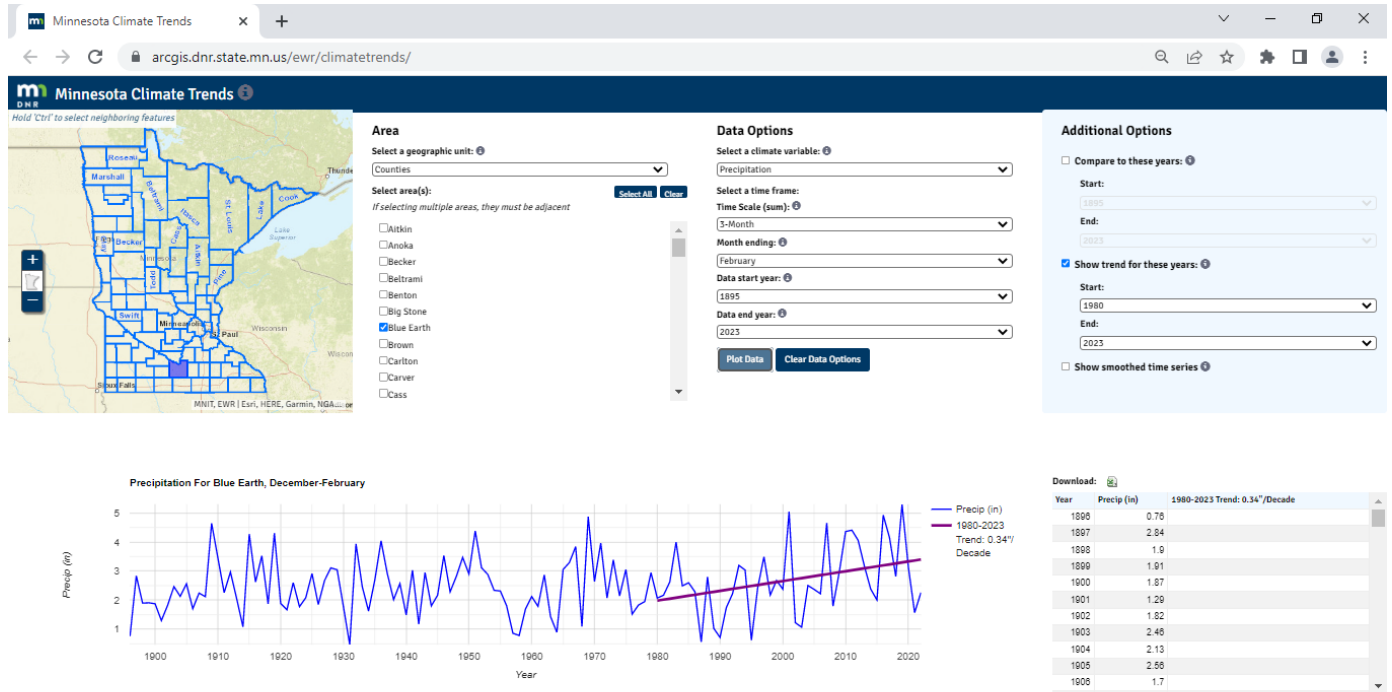 Minnesota Climate Trends
arcgis.dnr.state.mn.us/ewr/climatetrends/
DNR
Minnesota Climate Trends
Hold 'Ctrl' to select neighboring features
Roseau
Marshall
Beltrami
Itasca
St. Louis
Lake
Cook
Thunde
Becker
Cass
Aitkin
Lake
Superior
Minnesota
Todd
Pine
Swift
Minneapolis
St Paul
Wisconsin
Wiscon
Sioux Falls
MNIT, EWR | Esri, HERE, Garmin, NGA...
Area
Select a geographic unit:
Counties
Select area(s):
Select All
Clear
If selecting multiple areas, they must be adjacent
Aitkin
Anoka
Becker
Beltrami
Benton
Big Stone
Blue Earth
Brown
Carlton
Carver
Cass
Data Options
Select a climate variable:
Precipitation
Select a time frame:
Time Scale (sum):
3-Month
Month ending:
February
Data start year:
1895
Data end year:
2023
Plot Data
Clear Data Options
Additional Options
Compare to these years:
Start:
1895
End:
2023
Show trend for these years:
Start:
1980
End:
2023
Show smoothed time series
Precipitation For Blue Earth, December-February
Precip (in)
5
4
3
2
1
1900 1910 1920 1930 1940 1950 1960 1970 1980 1990 2000 2010 2020
Year
Precip (in)
1980-2023
Trend: 0.34"/
Decade
Download:
Year Precip (in) 1980-2023 Trend: 0.34"/Decade
1896 0.76
1897 2.84
1898 1.9
1899 1.91
1900 1.87
1901 1.29
1902 1.82
1903 2.46
1904 2.13
1905 2.56
1906 1.7